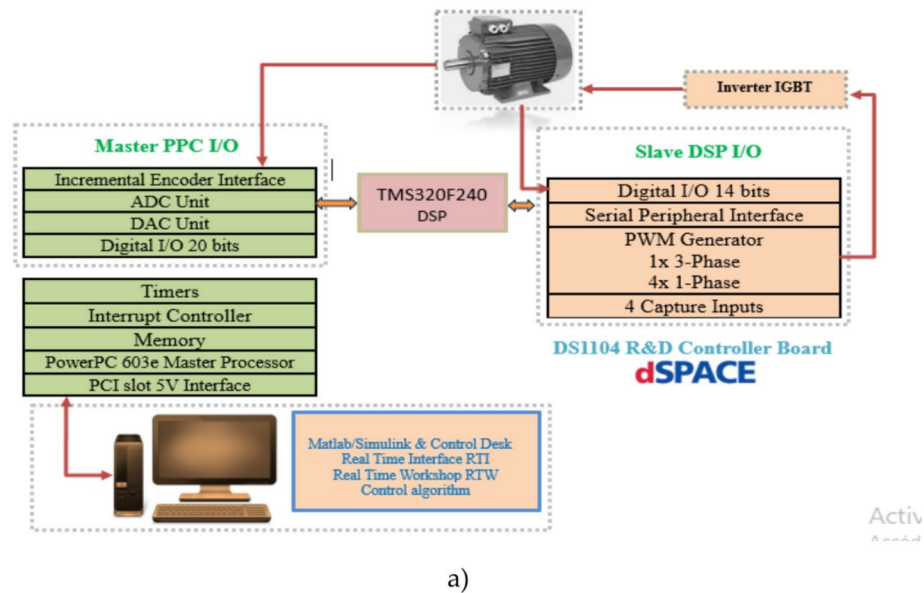 Inverter IGBT
Master PPC I/O
Incremental Encoder Interface
ADC Unit
DAC Unit
Digital I/O 20 bits
TMS320F240
DSP
Slave DSP I/O
Digital I/O 14 bits
Serial Peripheral Interface
PWM Generator
1x 3-Phase
4x 1-Phase
4 Capture Inputs
DS1104 R&D Controller Board
dSPACE
Timers
Interrupt Controller
Memory
PowerPC 603e Master Processor
PCI slot 5V Interface
Matlab/Simulink & Control Desk
Real Time Interface RTI
Real Time Workshop RTW
Control algorithm
Activ
a)